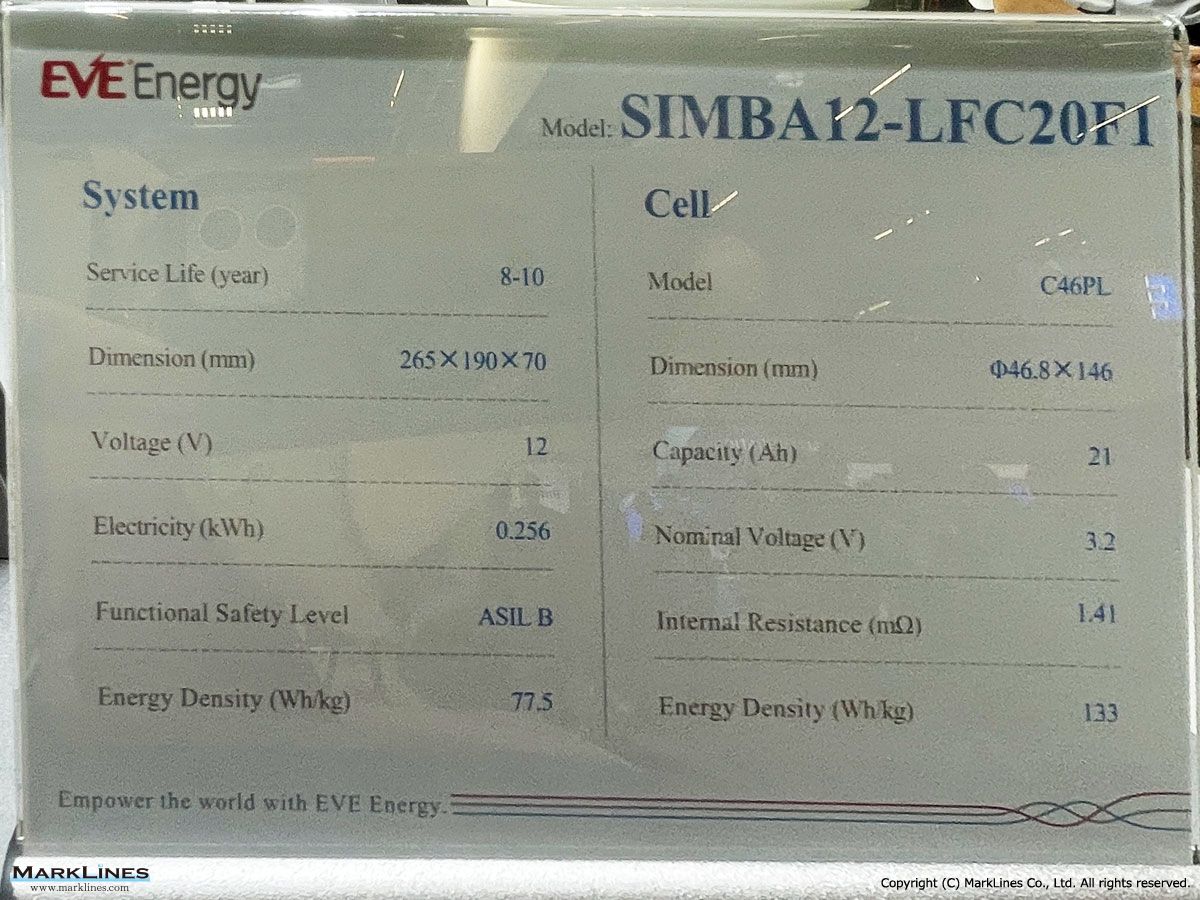 EVE Energy
Model: SIMBA12-LFC20F1
System
Service Life (year) 8-10
Dimension (mm) 265×190×70
Voltage (V) 12
Electricity (kWh) 0.256
Functional Safety Level ASIL B
Energy Density (Wh/kg) 77.5
Cell
Model C46PL
Dimension (mm) Φ46.8×146
Capacity (Ah) 21
Nominal Voltage (V) 3.2
Internal Resistance (mΩ) 1.41
Energy Density (Wh/kg) 133
Empower the world with EVE Energy.
MARKLINES
www.marklines.com
Copyright (C) MarkLines Co., Ltd. All rights reserved.